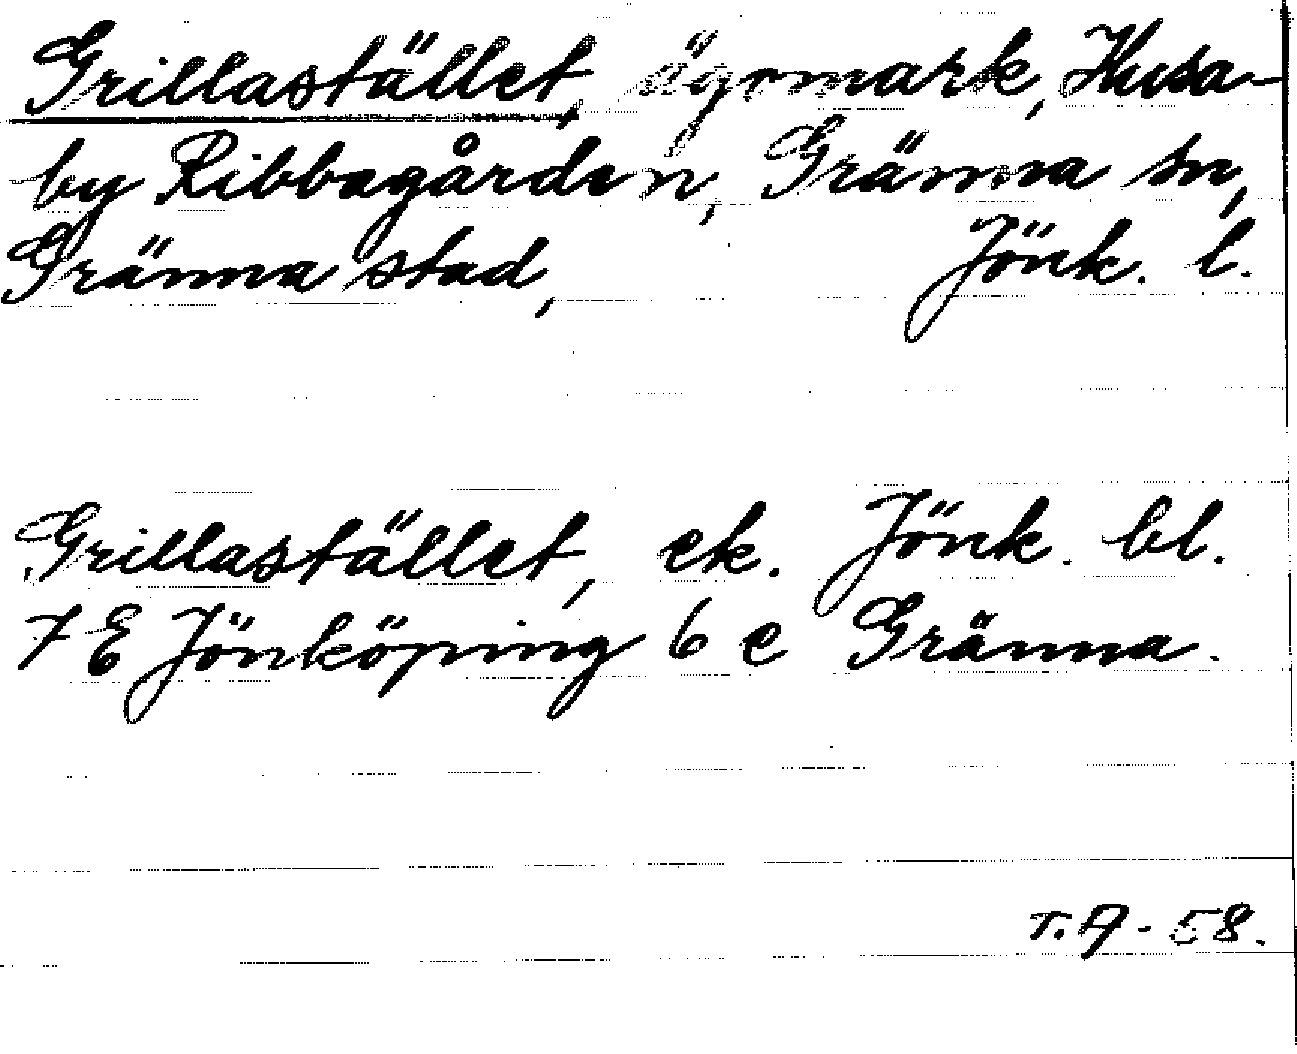 Grillastället, ägomark, Husa-
by Ribbagården, Gränna sn,
Gränna stad, Jönk. l.
Grillastället, ek. Jönk. bl.
7 E Jönköping 6 e Gränna.
T.A-58.